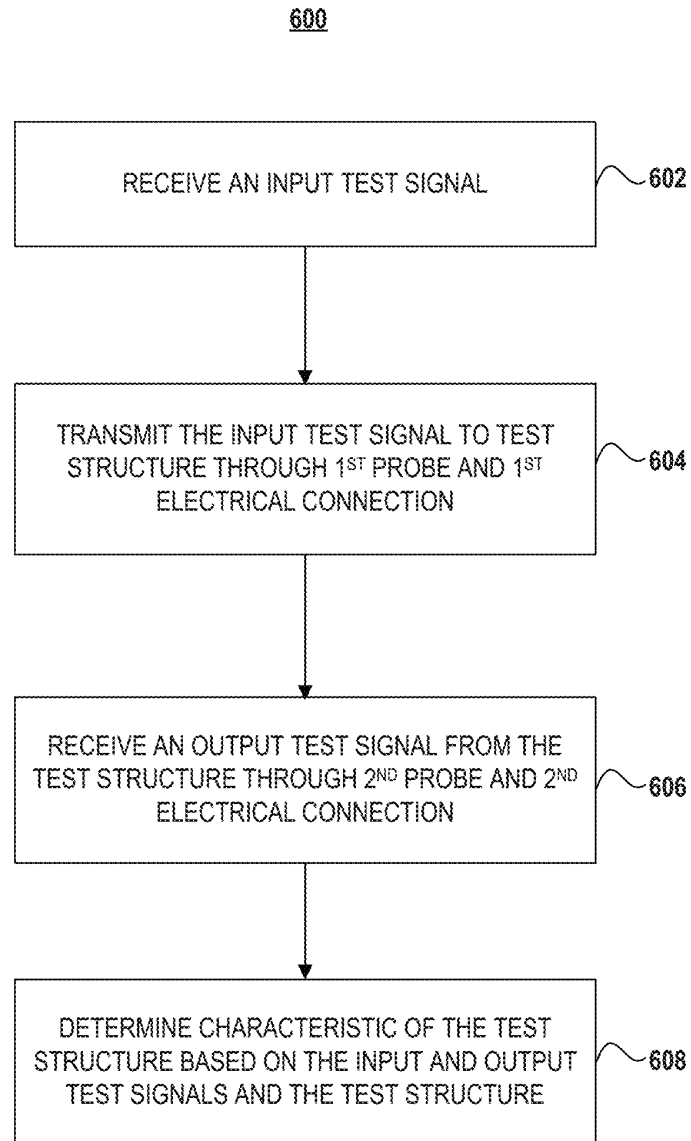 600
RECEIVE AN INPUT TEST SIGNAL
602
TRANSMIT THE INPUT TEST SIGNAL TO TEST
STRUCTURE THROUGH 1ST PROBE AND 1ST
ELECTRICAL CONNECTION
604
RECEIVE AN OUTPUT TEST SIGNAL FROM THE
TEST STRUCTURE THROUGH 2ND PROBE AND 2ND
ELECTRICAL CONNECTION
606
DETERMINE CHARACTERISTIC OF THE TEST
STRUCTURE BASED ON THE INPUT AND OUTPUT
TEST SIGNALS AND THE TEST STRUCTURE
608